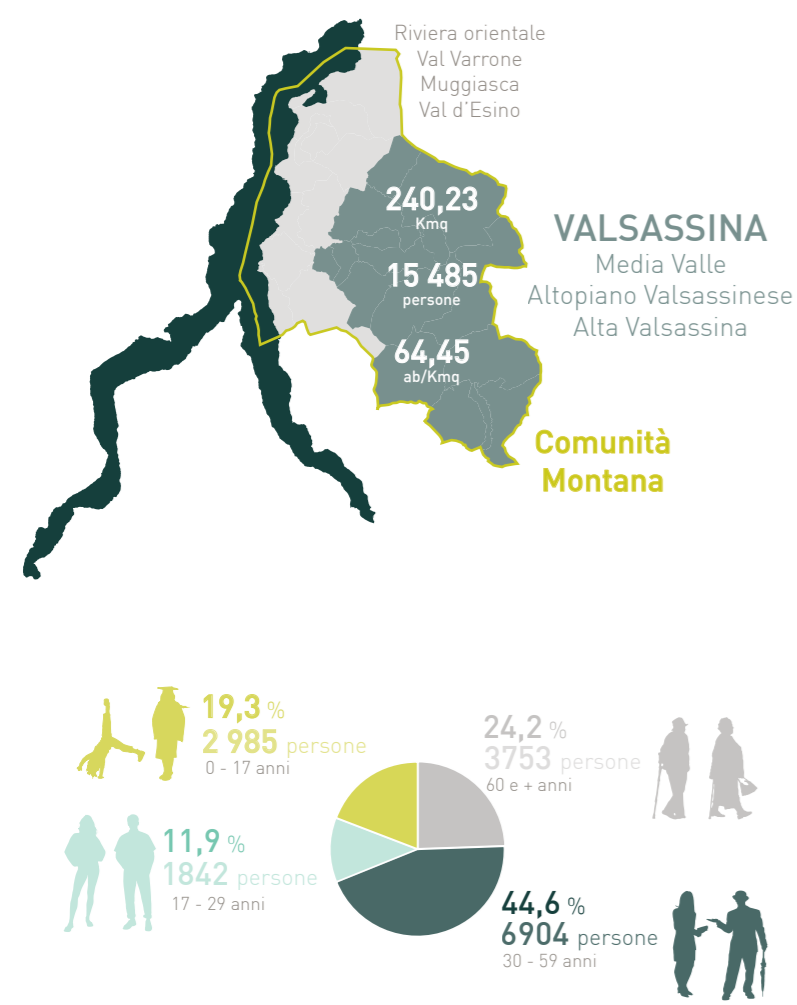 Riviera orientale
Val Varrone
Muggiasca
Val d'Esino
240,23
Kmq
15 485
persone
64,45
ab/Kmq
VALSASSINA
Media Valle
Altopiano Valsassinese
Alta Valsassina
Comunità
Montana
19,3 %
2 985 persone
0 - 17 anni
24,2 %
3753 persone
60 e + anni
11,9 %
1842 persone
17 - 29 anni
44,6 %
6904 persone
30 - 59 anni